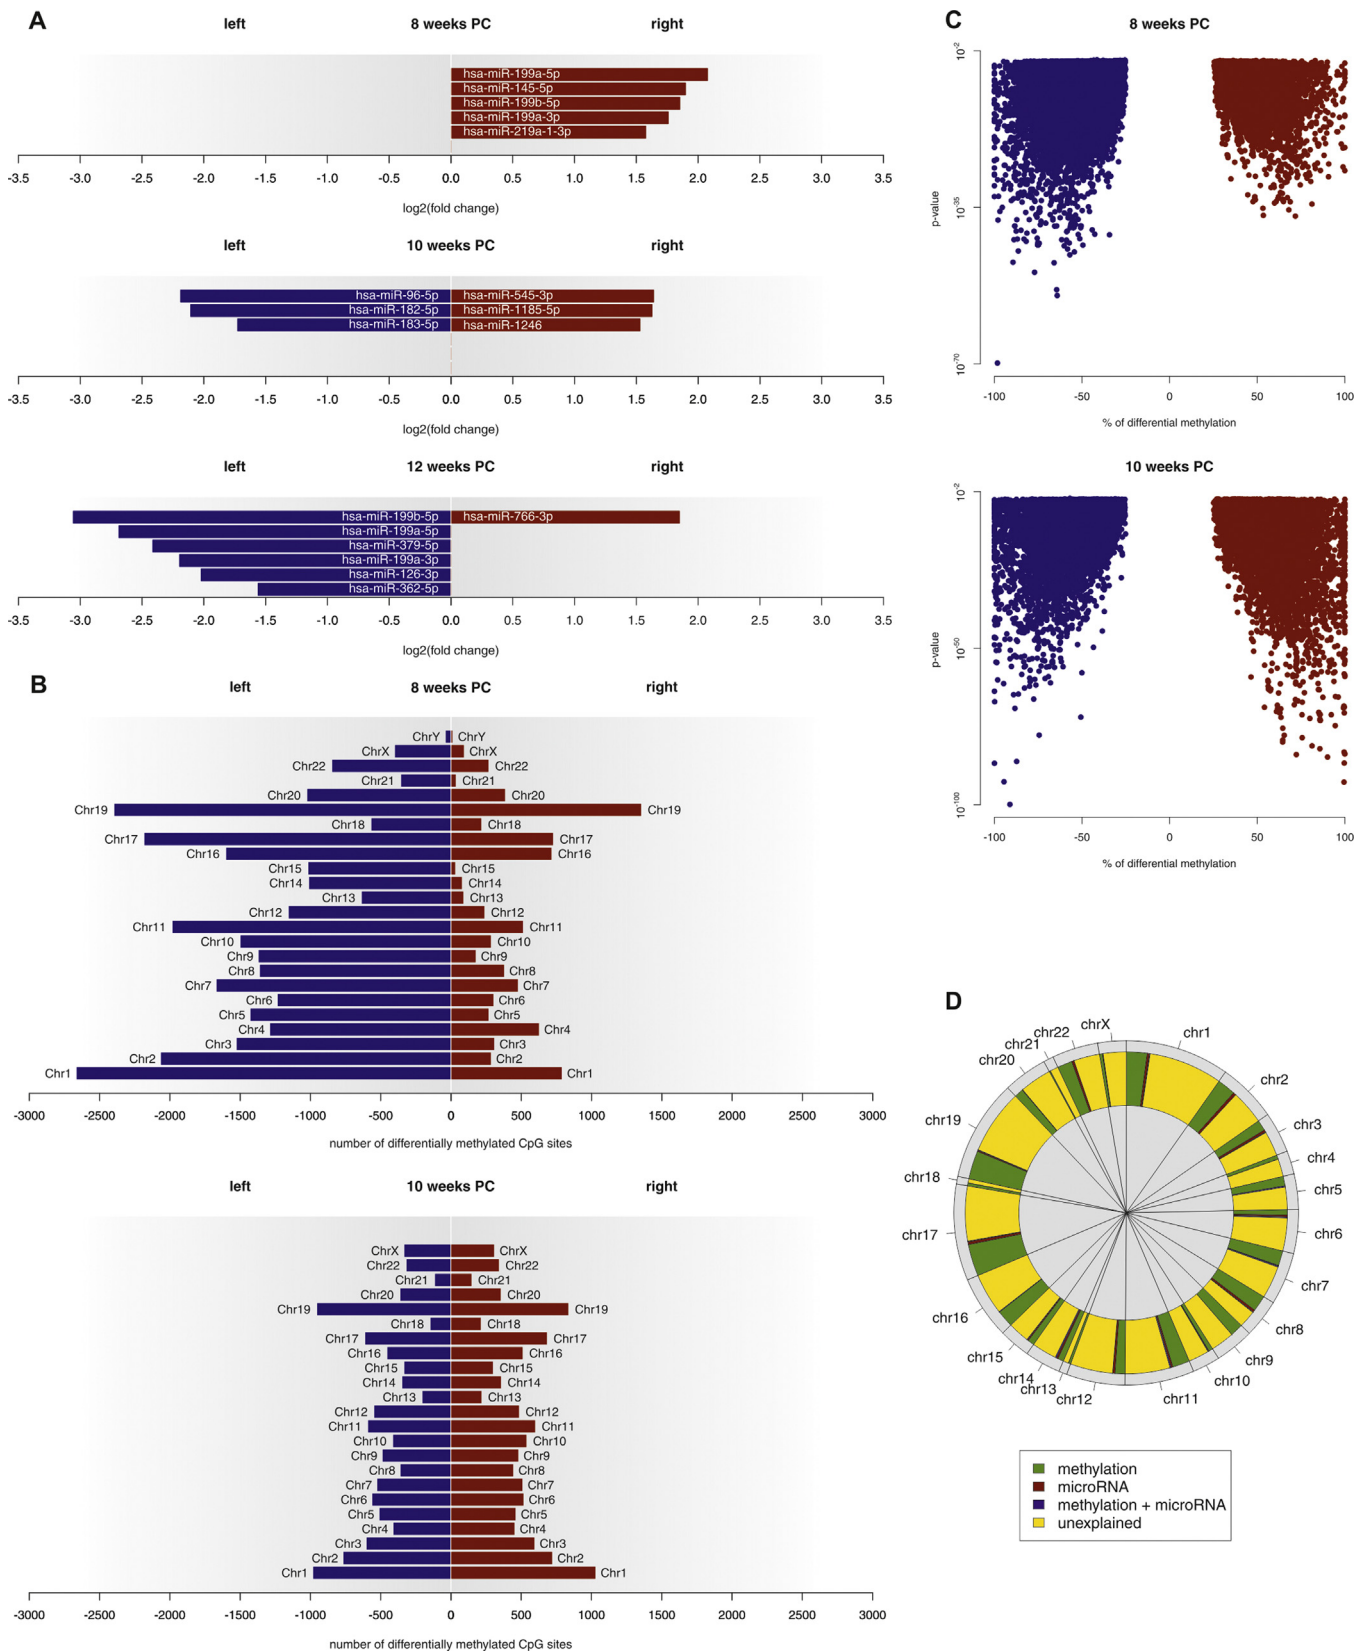 A
left 8 weeks PC right
hsa-miR-199a-5p
hsa-miR-145-5p
hsa-miR-199b-5p
hsa-miR-199a-3p
hsa-miR-219a-1-3p
-3.5 -3.0 -2.5 -2.0 -1.5 -1.0 -0.5 0.0 0.5 1.0 1.5 2.0 2.5 3.0 3.5
log2(fold change)
left 10 weeks PC right
hsa-miR-96-5p hsa-miR-545-3p
hsa-miR-182-5p hsa-miR-1185-5p
hsa-miR-183-5p hsa-miR-1246
-3.5 -3.0 -2.5 -2.0 -1.5 -1.0 -0.5 0.0 0.5 1.0 1.5 2.0 2.5 3.0 3.5
log2(fold change)
left 12 weeks PC right
hsa-miR-199b-5p hsa-miR-766-3p
hsa-miR-199a-5p
hsa-miR-379-5p
hsa-miR-199a-3p
hsa-miR-126-3p
hsa-miR-362-5p
-3.5 -3.0 -2.5 -2.0 -1.5 -1.0 -0.5 0.0 0.5 1.0 1.5 2.0 2.5 3.0 3.5
log2(fold change)
B
left 8 weeks PC right
ChrY ChrY
ChrX ChrX
Chr22 Chr22
Chr21 Chr21
Chr20 Chr20
Chr19 Chr19
Chr18 Chr18
Chr17 Chr17
Chr16 Chr16
Chr15 Chr15
Chr14 Chr14
Chr13 Chr13
Chr12 Chr12
Chr11 Chr11
Chr10 Chr10
Chr9 Chr9
Chr8 Chr8
Chr7 Chr7
Chr6 Chr6
Chr5 Chr5
Chr4 Chr4
Chr3 Chr3
Chr2 Chr2
Chr1 Chr1
-3000 -2500 -2000 -1500 -1000 -500 0 500 1000 1500 2000 2500 3000
number of differentially methylated CpG sites
left 10 weeks PC right
ChrX ChrX
Chr22 Chr22
Chr21 Chr21
Chr20 Chr20
Chr19 Chr19
Chr18 Chr18
Chr17 Chr17
Chr16 Chr16
Chr15 Chr15
Chr14 Chr14
Chr13 Chr13
Chr12 Chr12
Chr11 Chr11
Chr10 Chr10
Chr9 Chr9
Chr8 Chr8
Chr7 Chr7
Chr6 Chr6
Chr5 Chr5
Chr4 Chr4
Chr3 Chr3
Chr2 Chr2
Chr1 Chr1
-3000 -2500 -2000 -1500 -1000 -500 0 500 1000 1500 2000 2500 3000
number of differentially methylated CpG sites
C
8 weeks PC
10^-2
10^-35
10^-70
p-value
-100 -50 0 50 100
% of differential methylation
10 weeks PC
10^-2
10^-50
10^-100
p-value
-100 -50 0 50 100
% of differential methylation
D
chr1
chr2
chr3
chr4
chr5
chr6
chr7
chr8
chr9
chr10
chr11
chr12
chr13
chr14
chr15
chr16
chr17
chr18
chr19
chr20
chr21
chr22
chrX
methylation
microRNA
methylation + microRNA
unexplained